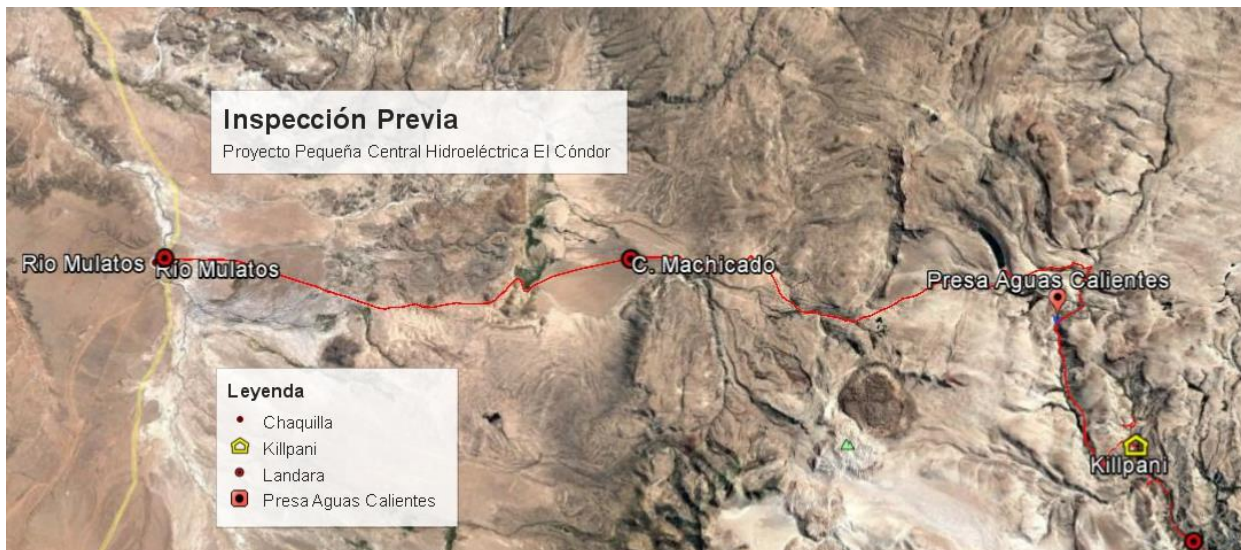 Inspección Previa
Proyecto Pequeña Central Hidroeléctrica El Cóndor
Rio Mulatos
Río Mulatos
C. Machicado
Presa Aguas Calientes
Killpani
Leyenda
Chaquilla
Killpani
Landara
Presa Aguas Calientes